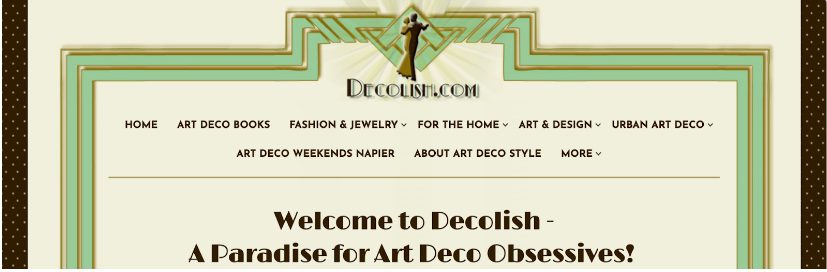 DECOLISH.COM
HOME ART DECO BOOKS FASHION & JEWELRY FOR THE HOME ART & DESIGN URBAN ART DECO
ART DECO WEEKENDS NAPIER ABOUT ART DECO STYLE MORE
Welcome to Decolish -
A Paradise for Art Deco Obsessives!